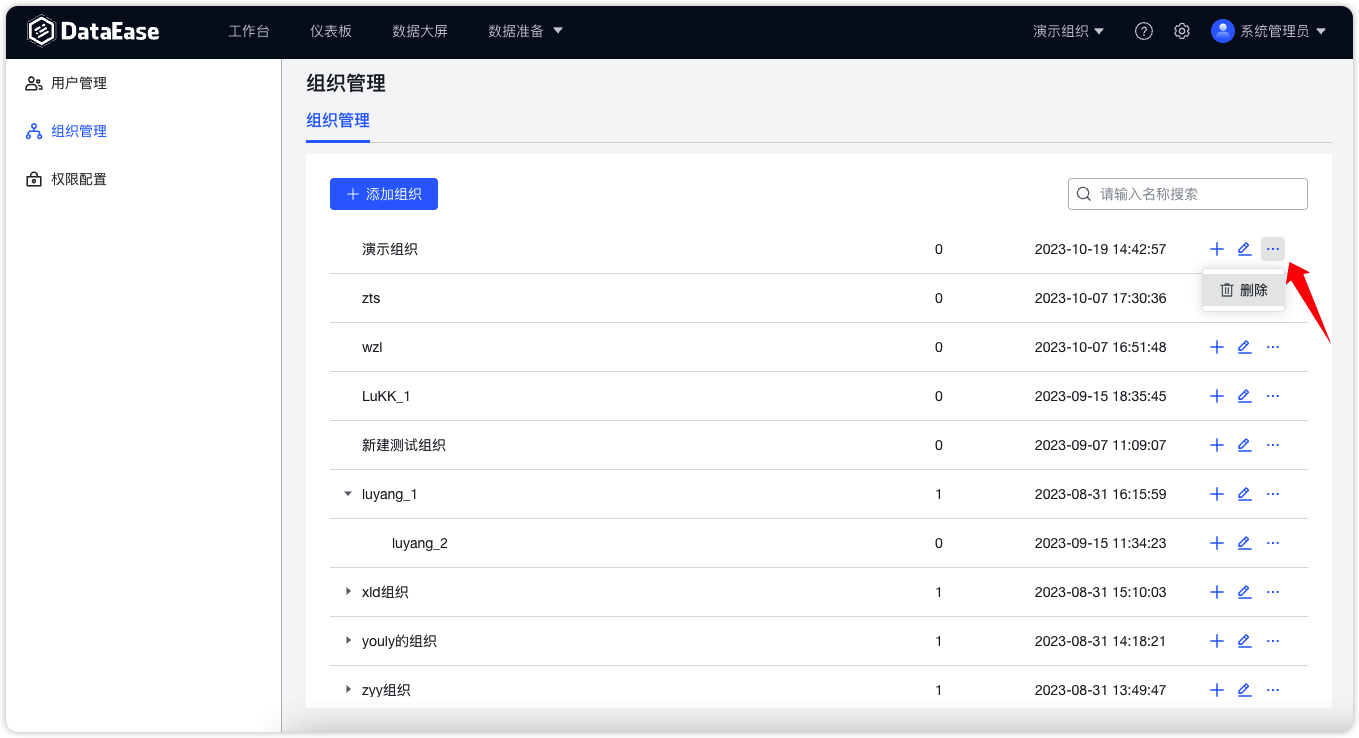 DataEase 工作台 仪表板 数据大屏 数据准备 演示组织 系统管理员
用户管理
组织管理
权限配置
组织管理
组织管理
添加组织 请输入名称搜索
演示组织 0 2023-10-19 14:42:57
删除
zts 0 2023-10-07 17:30:36
wzl 0 2023-10-07 16:51:48
LuKK_1 0 2023-09-15 18:35:45
新建测试组织 0 2023-09-07 11:09:07
luyang_1 1 2023-08-31 16:15:59
luyang_2 0 2023-09-15 11:34:23
xld组织 1 2023-08-31 15:10:03
youly的组织 1 2023-08-31 14:18:21
zyy组织 1 2023-08-31 13:49:47